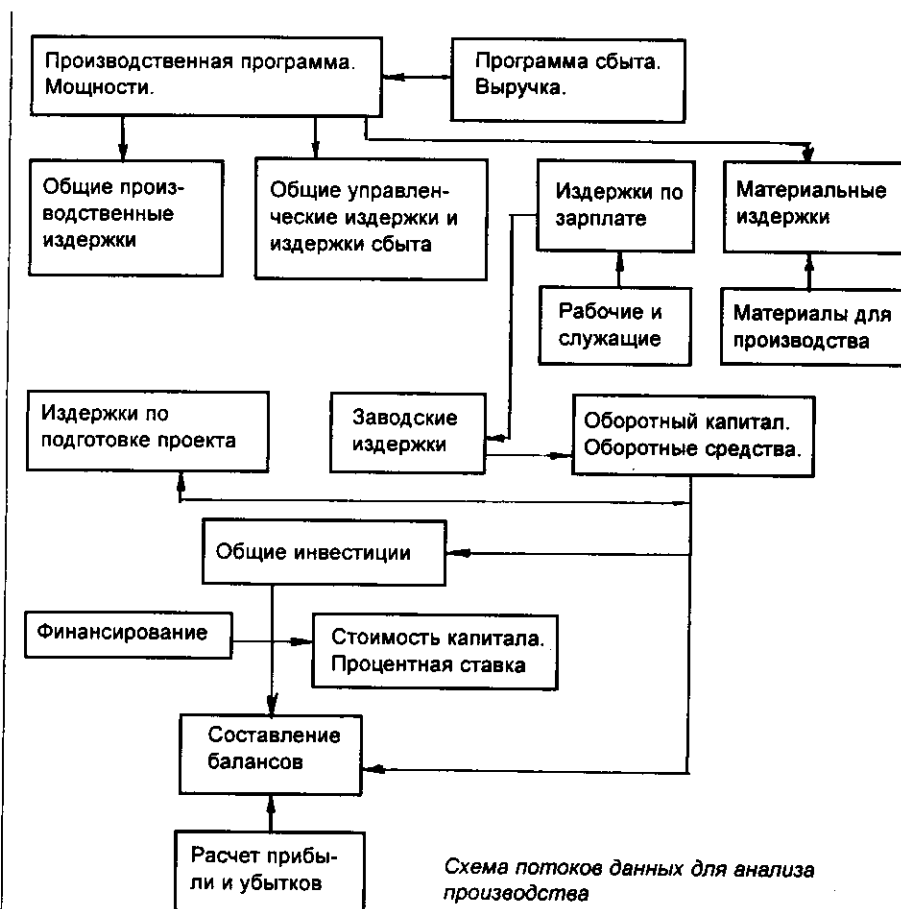 Производственная программа.
Мощности.
Программа сбыта.
Выручка.
Общие произ-
водственные
издержки
Общие управлен-
ческие издержки и
издержки сбыта
Издержки по
зарплате
Материальные
издержки
Рабочие и
служащие
Материалы для
производства
Издержки по
подготовке проекта
Заводские
издержки
Оборотный капитал.
Оборотные средства.
Общие инвестиции
Финансирование
Стоимость капитала.
Процентная ставка
Составление
балансов
Расчет прибы-
ли и убытков
Схема потоков данных для анализа
производства